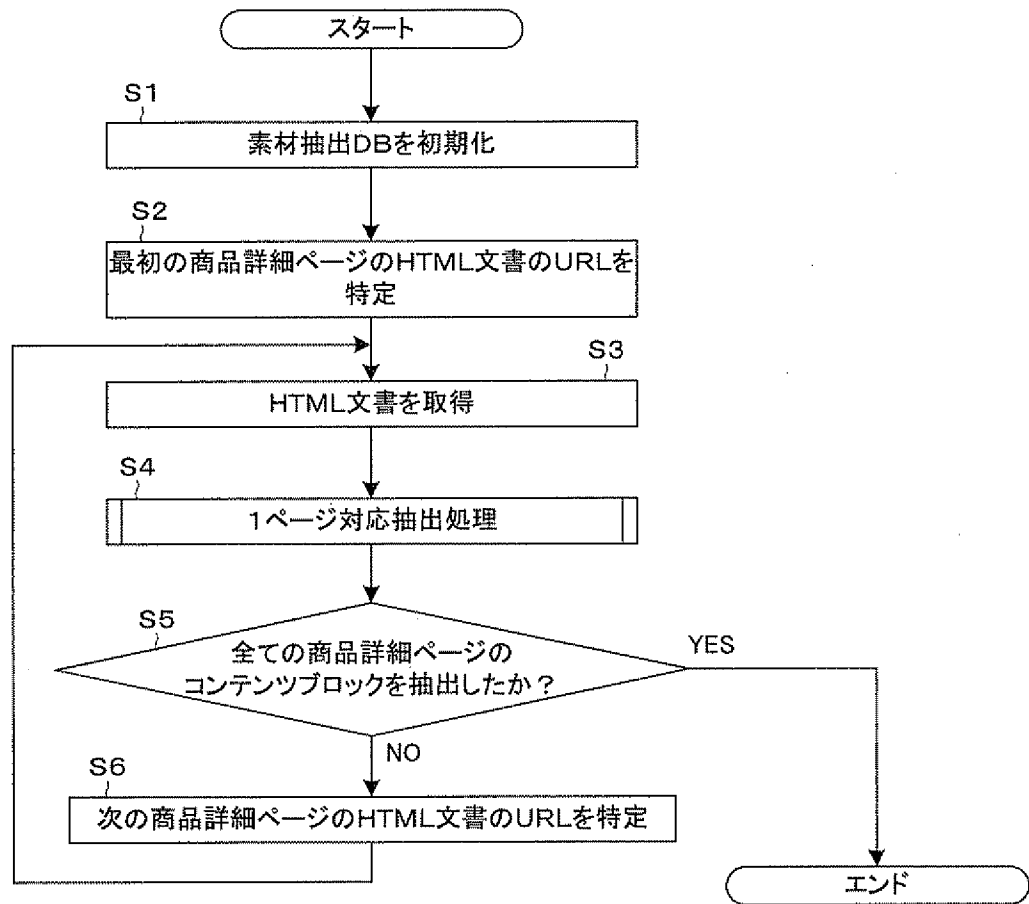 スタート
S1
素材抽出DBを初期化
S2
最初の商品詳細ページのHTML文書のURLを
特定
S3
HTML文書を取得
S4
1ページ対応抽出処理
S5
全ての商品詳細ページの
コンテンツブロックを抽出したか?
YES
NO
S6
次の商品詳細ページのHTML文書のURLを特定
エンド